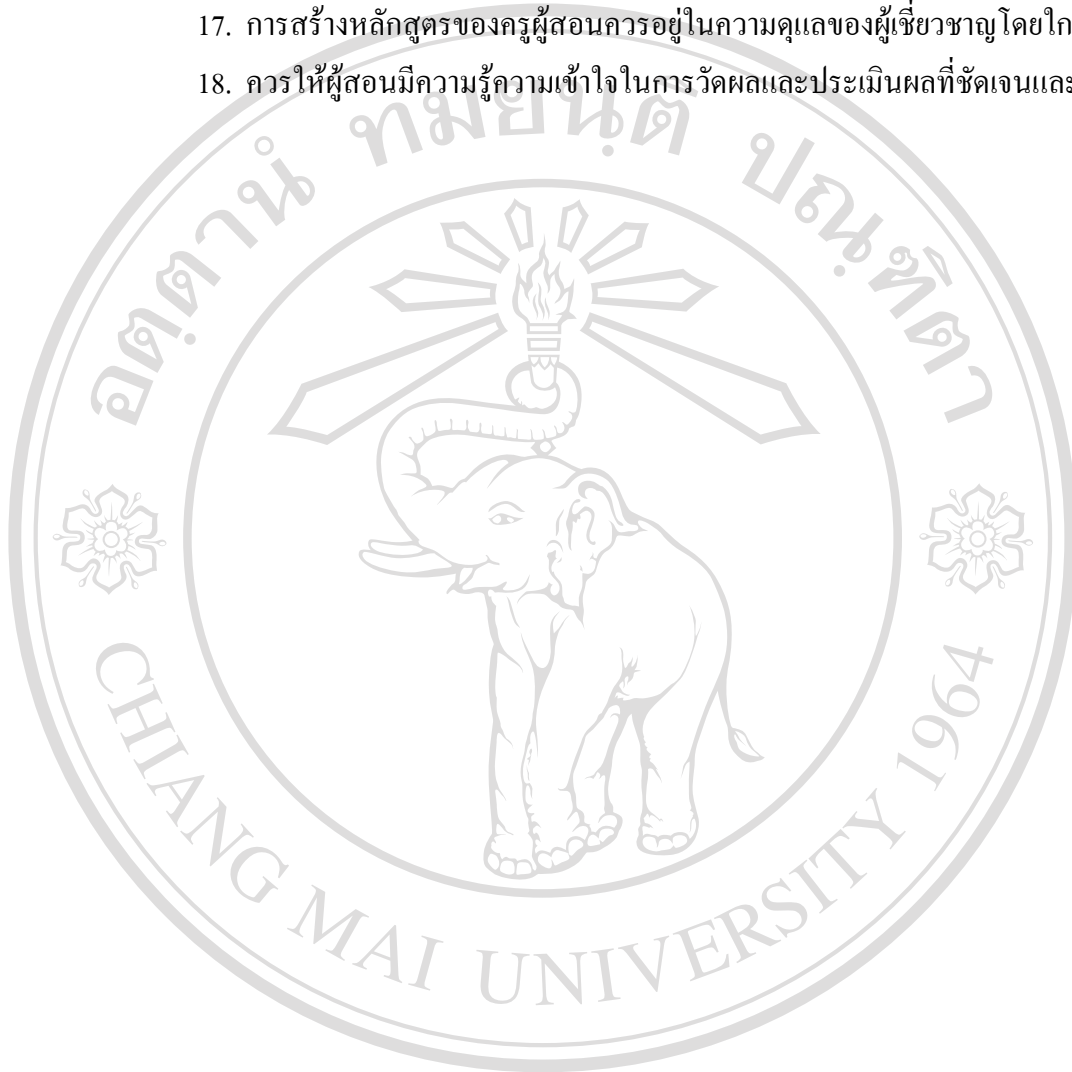 17. การสร้างหลักสูตรของครูผู้สอนควรอยู่ในความดูแลของผู้เชี่ยวชาญโดยใก
18. ควรให้ผู้สอนมีความรู้ความเข้าใจในการวัดผลและประเมินผลที่ชัดเจนและ
อตฺตานํ ทมยนฺติ ปณฺฑิตา
CHIANG MAI UNIVERSITY 1964